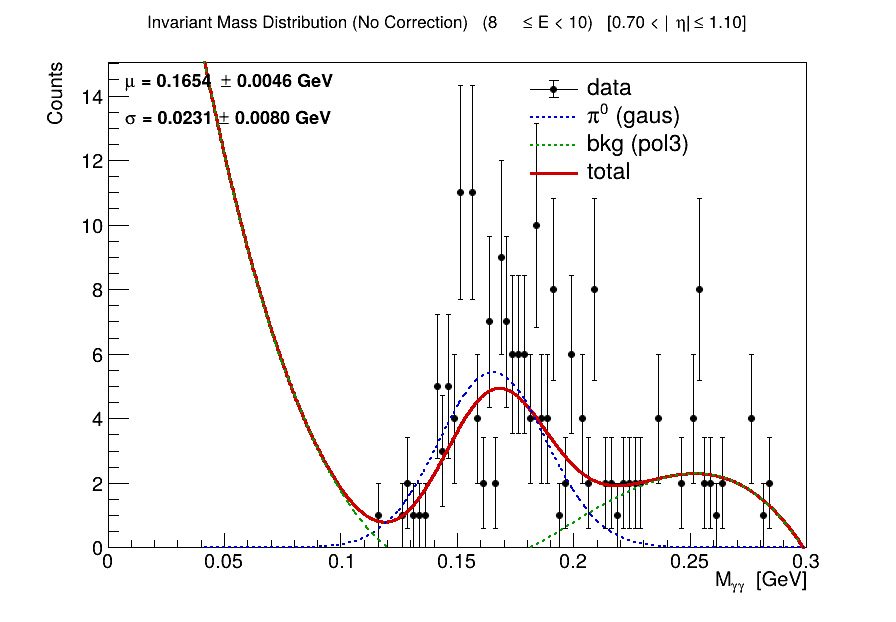 Invariant Mass Distribution (No Correction) (8 ≤ E < 10) [0.70 < | η| ≤ 1.10]
Counts
μ = 0.1654 ± 0.0046 GeV
σ = 0.0231 ± 0.0080 GeV
data
π⁰ (gaus)
bkg (pol3)
total
14
12
10
8
6
4
2
0
0 0.05 0.1 0.15 0.2 0.25 0.3
Mγγ [GeV]